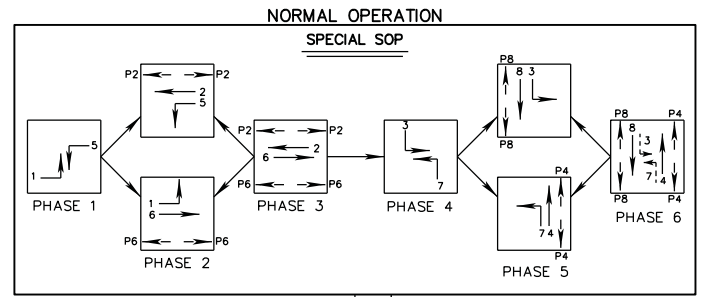 NORMAL OPERATION
SPECIAL SOP
5
1
PHASE 1
P2 P2
2
5
1
6
P6 P6
PHASE 2
P2 P2
2
6
P6 P6
PHASE 3
3
7
PHASE 4
P8
8 3
P8
P4
7 4
P4
PHASE 5
P8 P4
8
3
7 4
P8 P4
PHASE 6